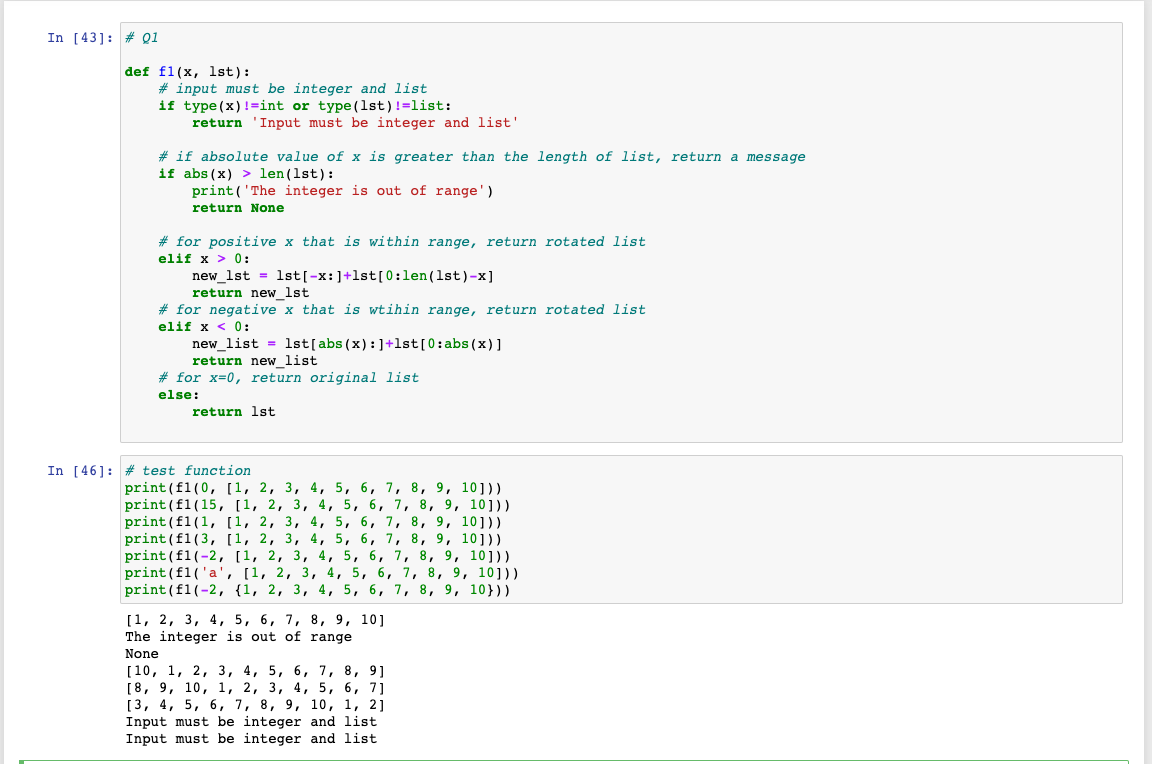 In [43]: # Q1
def f1(x, lst):
    # input must be integer and list
    if type(x)!=int or type(lst)!=list:
        return 'Input must be integer and list'
    # if absolute value of x is greater than the length of list, return a message
    if abs(x) > len(lst):
        print('The integer is out of range')
        return None
    # for positive x that is within range, return rotated list
    elif x > 0:
        new_lst = lst[-x:]+lst[0:len(lst)-x]
        return new_lst
    # for negative x that is wtihin range, return rotated list
    elif x < 0:
        new_list = lst[abs(x):]+lst[0:abs(x)]
        return new_list
    # for x=0, return original list
    else:
        return lst
In [46]: # test function
print(f1(0, [1, 2, 3, 4, 5, 6, 7, 8, 9, 10]))
print(f1(15, [1, 2, 3, 4, 5, 6, 7, 8, 9, 10]))
print(f1(1, [1, 2, 3, 4, 5, 6, 7, 8, 9, 10]))
print(f1(3, [1, 2, 3, 4, 5, 6, 7, 8, 9, 10]))
print(f1(-2, [1, 2, 3, 4, 5, 6, 7, 8, 9, 10]))
print(f1('a', [1, 2, 3, 4, 5, 6, 7, 8, 9, 10]))
print(f1(-2, {1, 2, 3, 4, 5, 6, 7, 8, 9, 10}))
[1, 2, 3, 4, 5, 6, 7, 8, 9, 10]
The integer is out of range
None
[10, 1, 2, 3, 4, 5, 6, 7, 8, 9]
[8, 9, 10, 1, 2, 3, 4, 5, 6, 7]
[3, 4, 5, 6, 7, 8, 9, 10, 1, 2]
Input must be integer and list
Input must be integer and list